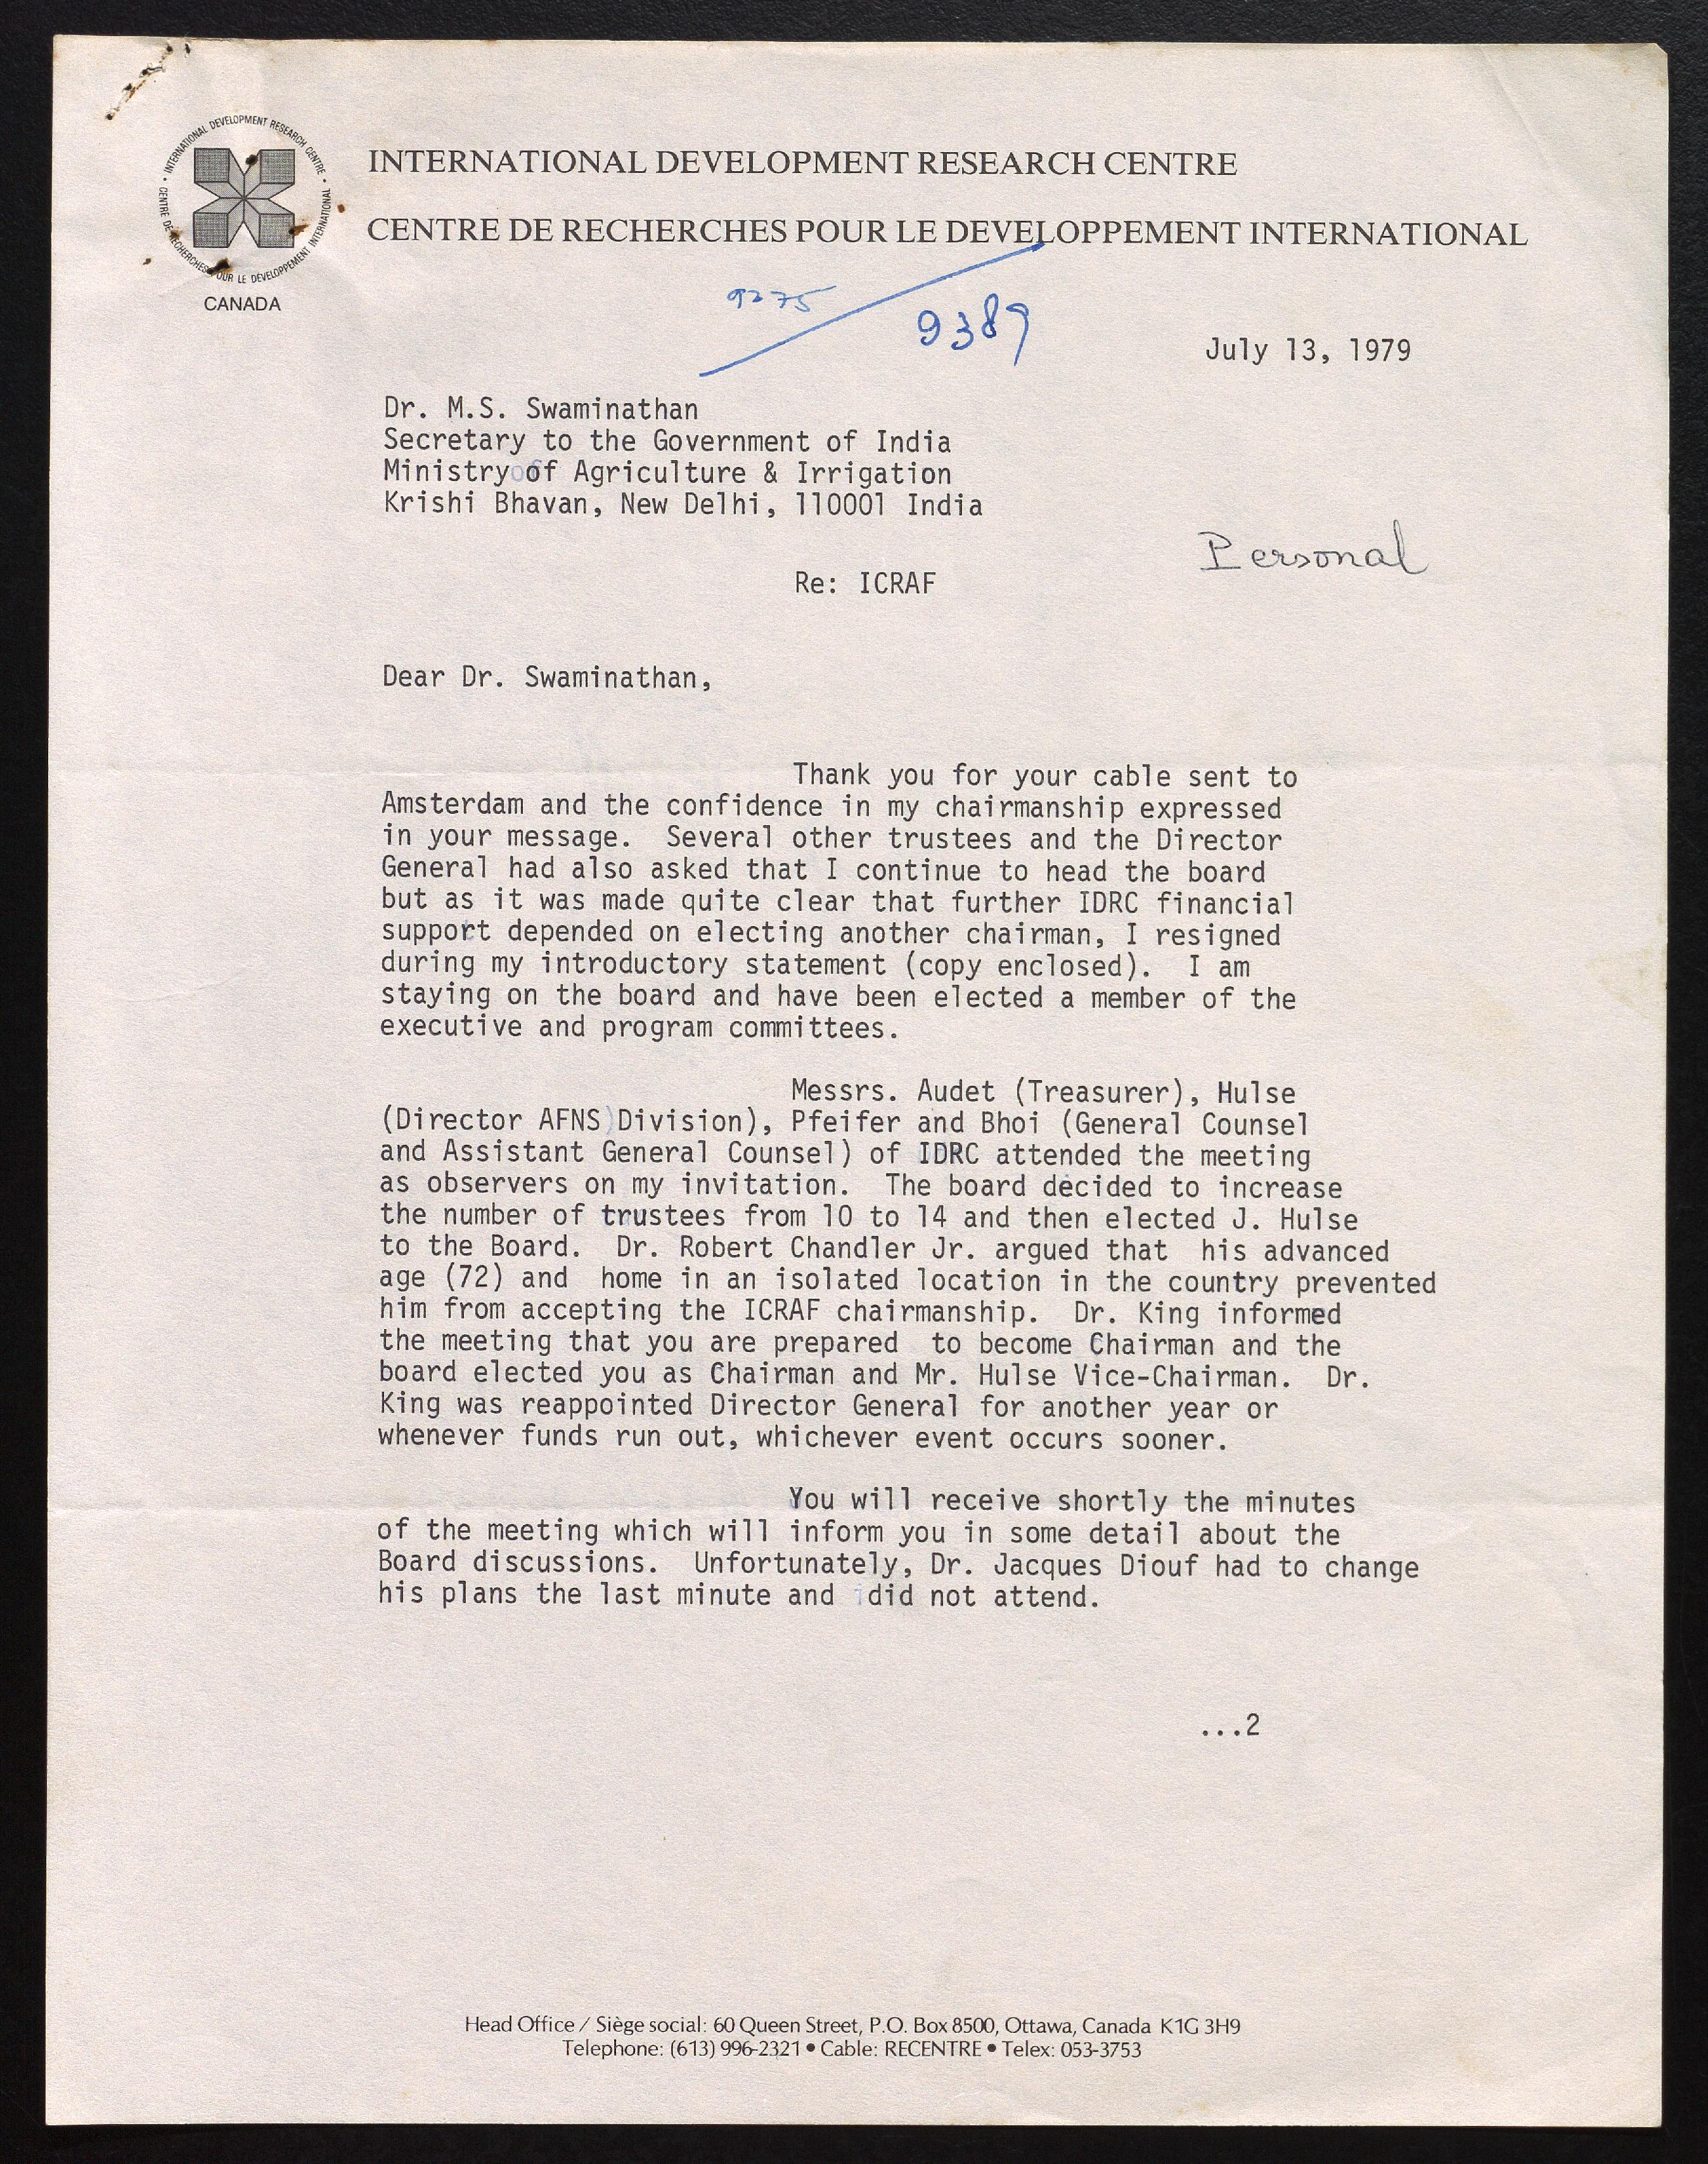 INTERNATIONAL DEVELOPMENT RESEARCH CENTRE • CENTRE DE RECHERCHES POUR LE DEVELOPPEMENT INTERNATIONAL •
CANADA
INTERNATIONAL DEVELOPMENT RESEARCH CENTRE
CENTRE DE RECHERCHES POUR LE DEVELOPPEMENT INTERNATIONAL
9275
9389
July 13, 1979
Dr. M.S. Swaminathan
Secretary to the Government of India
Ministry of Agriculture & Irrigation
Krishi Bhavan, New Delhi, 110001 India
Personal
Re: ICRAF
Dear Dr. Swaminathan,
Thank you for your cable sent to
Amsterdam and the confidence in my chairmanship expressed
in your message. Several other trustees and the Director
General had also asked that I continue to head the board
but as it was made quite clear that further IDRC financial
support depended on electing another chairman, I resigned
during my introductory statement (copy enclosed). I am
staying on the board and have been elected a member of the
executive and program committees.
Messrs. Audet (Treasurer), Hulse
(Director AFNS Division), Pfeifer and Bhoi (General Counsel
and Assistant General Counsel) of IDRC attended the meeting
as observers on my invitation. The board decided to increase
the number of trustees from 10 to 14 and then elected J. Hulse
to the Board. Dr. Robert Chandler Jr. argued that his advanced
age (72) and home in an isolated location in the country prevented
him from accepting the ICRAF chairmanship. Dr. King informed
the meeting that you are prepared to become Chairman and the
board elected you as Chairman and Mr. Hulse Vice-Chairman. Dr.
King was reappointed Director General for another year or
whenever funds run out, whichever event occurs sooner.
You will receive shortly the minutes
of the meeting which will inform you in some detail about the
Board discussions. Unfortunately, Dr. Jacques Diouf had to change
his plans the last minute and did not attend.
...2
Head Office / Siège social: 60 Queen Street, P.O. Box 8500, Ottawa, Canada K1G 3H9
Telephone: (613) 996-2321 • Cable: RECENTRE • Telex: 053-3753